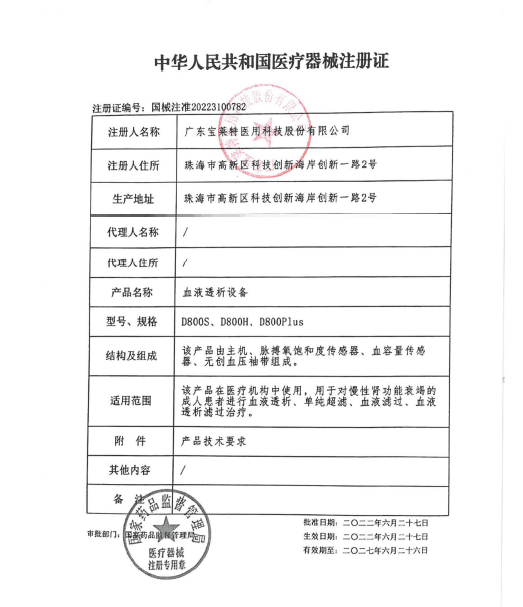 中华人民共和国医疗器械注册证
注册证编号：国械注准20223100782
注册人名称 广东宝莱特医用科技股份有限公司
注册人住所 珠海市高新区科技创新海岸创新一路2号
生产地址 珠海市高新区科技创新海岸创新一路2号
代理人名称 /
代理人住所 /
产品名称 血液透析设备
型号、规格 D800S、D800H、D800Plus
结构及组成 该产品由主机、脉搏氧饱和度传感器、血容量传感
器、无创血压袖带组成。
适用范围 该产品在医疗机构中使用，用于对慢性肾功能衰竭的
成人患者进行血液透析、单纯超滤、血液滤过、血液
透析滤过治疗。
附 件 产品技术要求
其他内容 /
备 注
审批部门：国家药品监督管理局
国家药品监督管理局
医疗器械
注册专用章
批准日期：二〇二二年六月二十七日
生效日期：二〇二二年六月二十七日
有效期至：二〇二七年六月二十六日